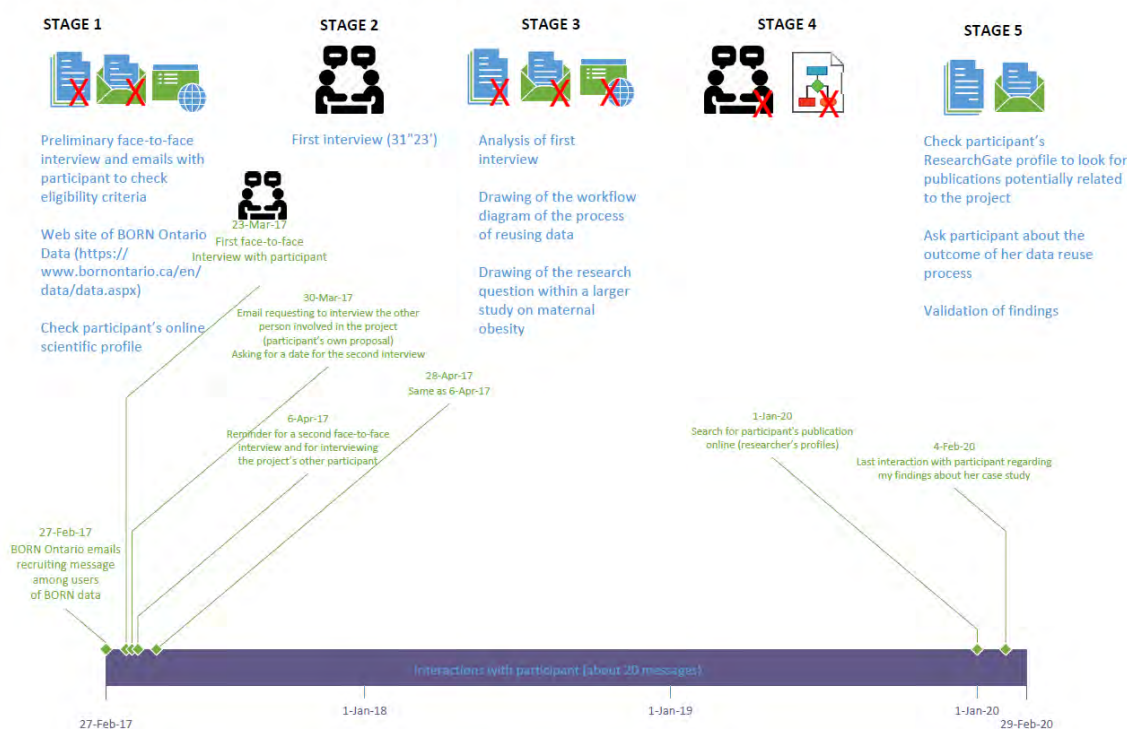 STAGE 1
STAGE 2
STAGE 3
STAGE 4
STAGE 5
Preliminary face-to-face
interview and emails with
participant to check
eligibility criteria
Web site of BORN Ontario
Data (https://
www.bornontario.ca/en/
data/data.aspx)
Check participant's online
scientific profile
First interview (31"23')
Analysis of first
interview
Drawing of the workflow
diagram of the process
of reusing data
Drawing of the research
question within a larger
study on maternal
obesity
Check participant's
ResearchGate profile to look for
publications potentially related
to the project
Ask participant about the
outcome of her data reuse
process
Validation of findings
23-Mar-17
First face-to-face
Interview with participant
30-Mar-17
Email requesting to interview the other
person involved in the project
(participant's own proposal)
Asking for a date for the second interview
28-Apr-17
Same as 6-Apr-17
6-Apr-17
Reminder for a second face-to-face
interview and for interviewing
the project's other participant
1-Jan-20
Search for participant's publication
online (researcher's profiles)
4-Feb-20
Last interaction with participant regarding
my findings about her case study
27-Feb-17
BORN Ontario emails
recruiting message
among users
of BORN data
Interactions with participant (about 20 messages)
27-Feb-17
1-Jan-18
1-Jan-19
1-Jan-20
29-Feb-20